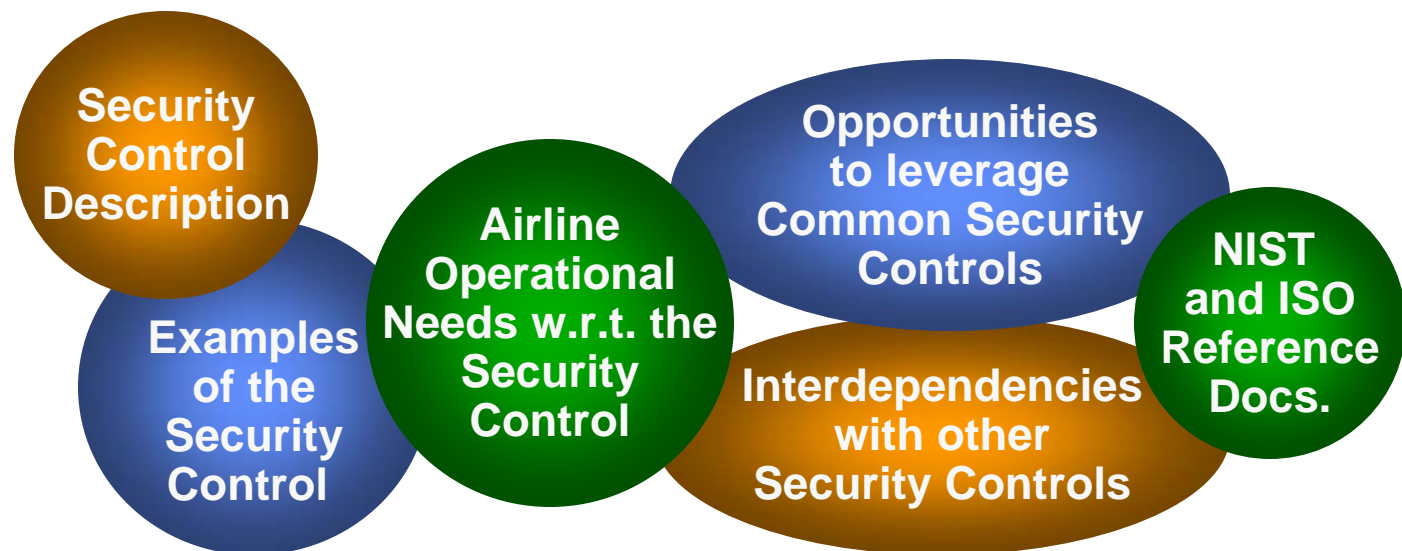 Security
Control
Description
Examples
of the
Security
Control
Airline
Operational
Needs w.r.t. the
Security
Control
Opportunities
to leverage
Common Security
Controls
Interdependencies
with other
Security Controls
NIST
and ISO
Reference
Docs.